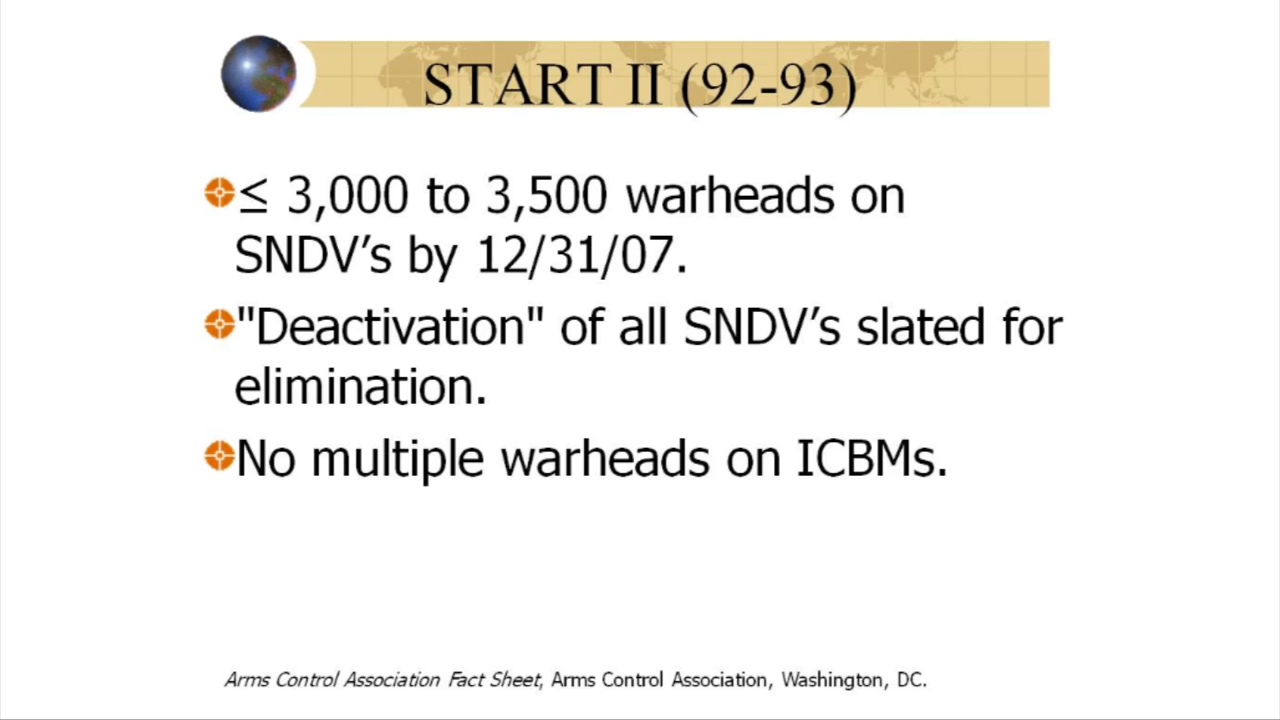 START II (92-93)
≤ 3,000 to 3,500 warheads on
SNDV’s by 12/31/07.
"Deactivation" of all SNDV’s slated for
elimination.
No multiple warheads on ICBMs.
Arms Control Association Fact Sheet, Arms Control Association, Washington, DC.